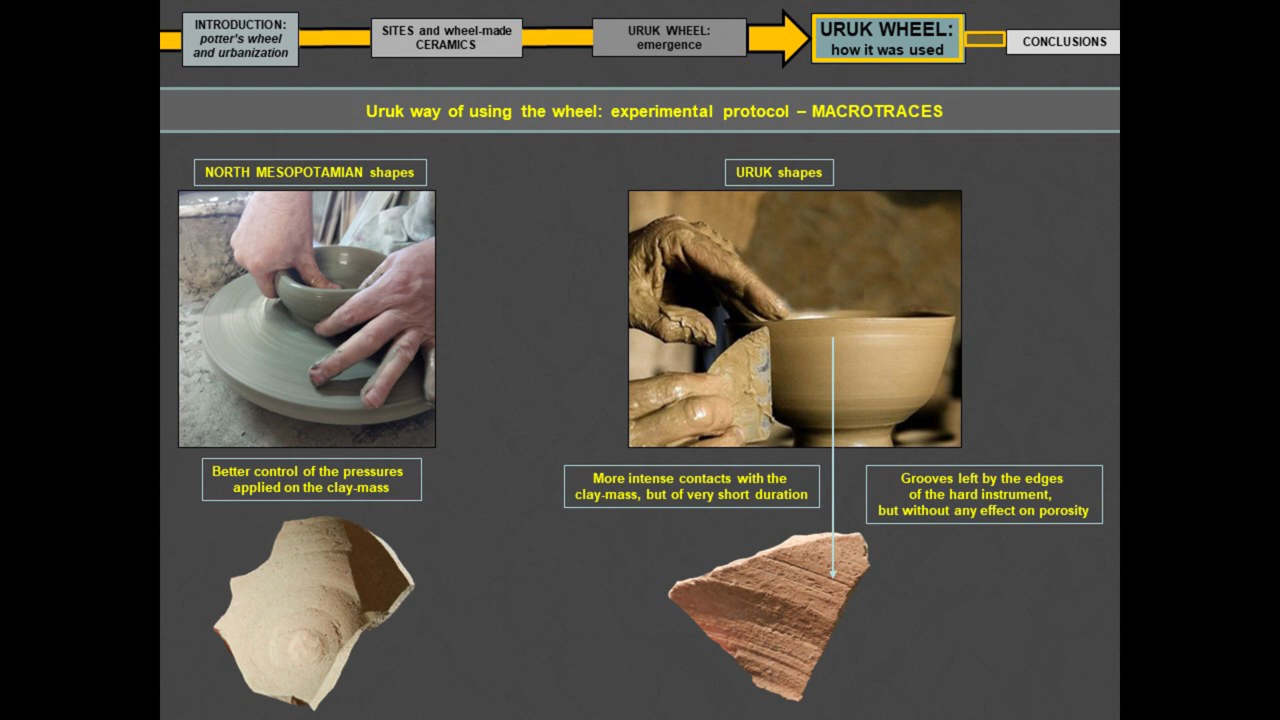 INTRODUCTION:
potter's wheel
and urbanization
SITES and wheel-made
CERAMICS
URUK WHEEL:
emergence
URUK WHEEL:
how it was used
CONCLUSIONS
Uruk way of using the wheel: experimental protocol – MACROTRACES
NORTH MESOPOTAMIAN shapes
URUK shapes
Better control of the pressures
applied on the clay-mass
More intense contacts with the
clay-mass, but of very short duration
Grooves left by the edges
of the hard instrument,
but without any effect on porosity